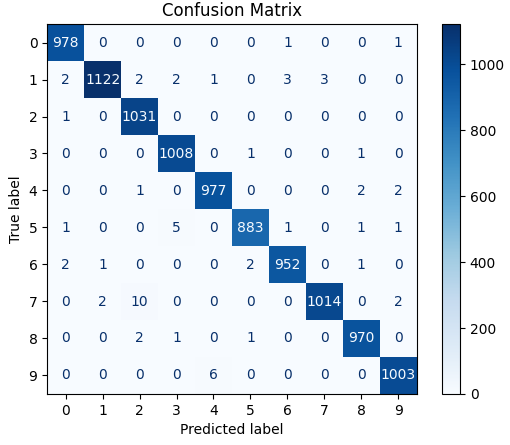 Confusion Matrix
0 978 0 0 0 0 0 1 0 0 1
1 2 1122 2 2 1 0 3 3 0 0
2 1 0 1031 0 0 0 0 0 0 0
3 0 0 0 1008 0 1 0 0 1 0
4 0 0 1 0 977 0 0 0 2 2
5 1 0 0 5 0 883 1 0 1 1
6 2 1 0 0 0 2 952 0 1 0
7 0 2 10 0 0 0 0 1014 0 2
8 0 0 2 1 0 1 0 0 970 0
9 0 0 0 0 6 0 0 0 0 1003
0 1 2 3 4 5 6 7 8 9
Predicted label
True label
1000
800
600
400
200
0